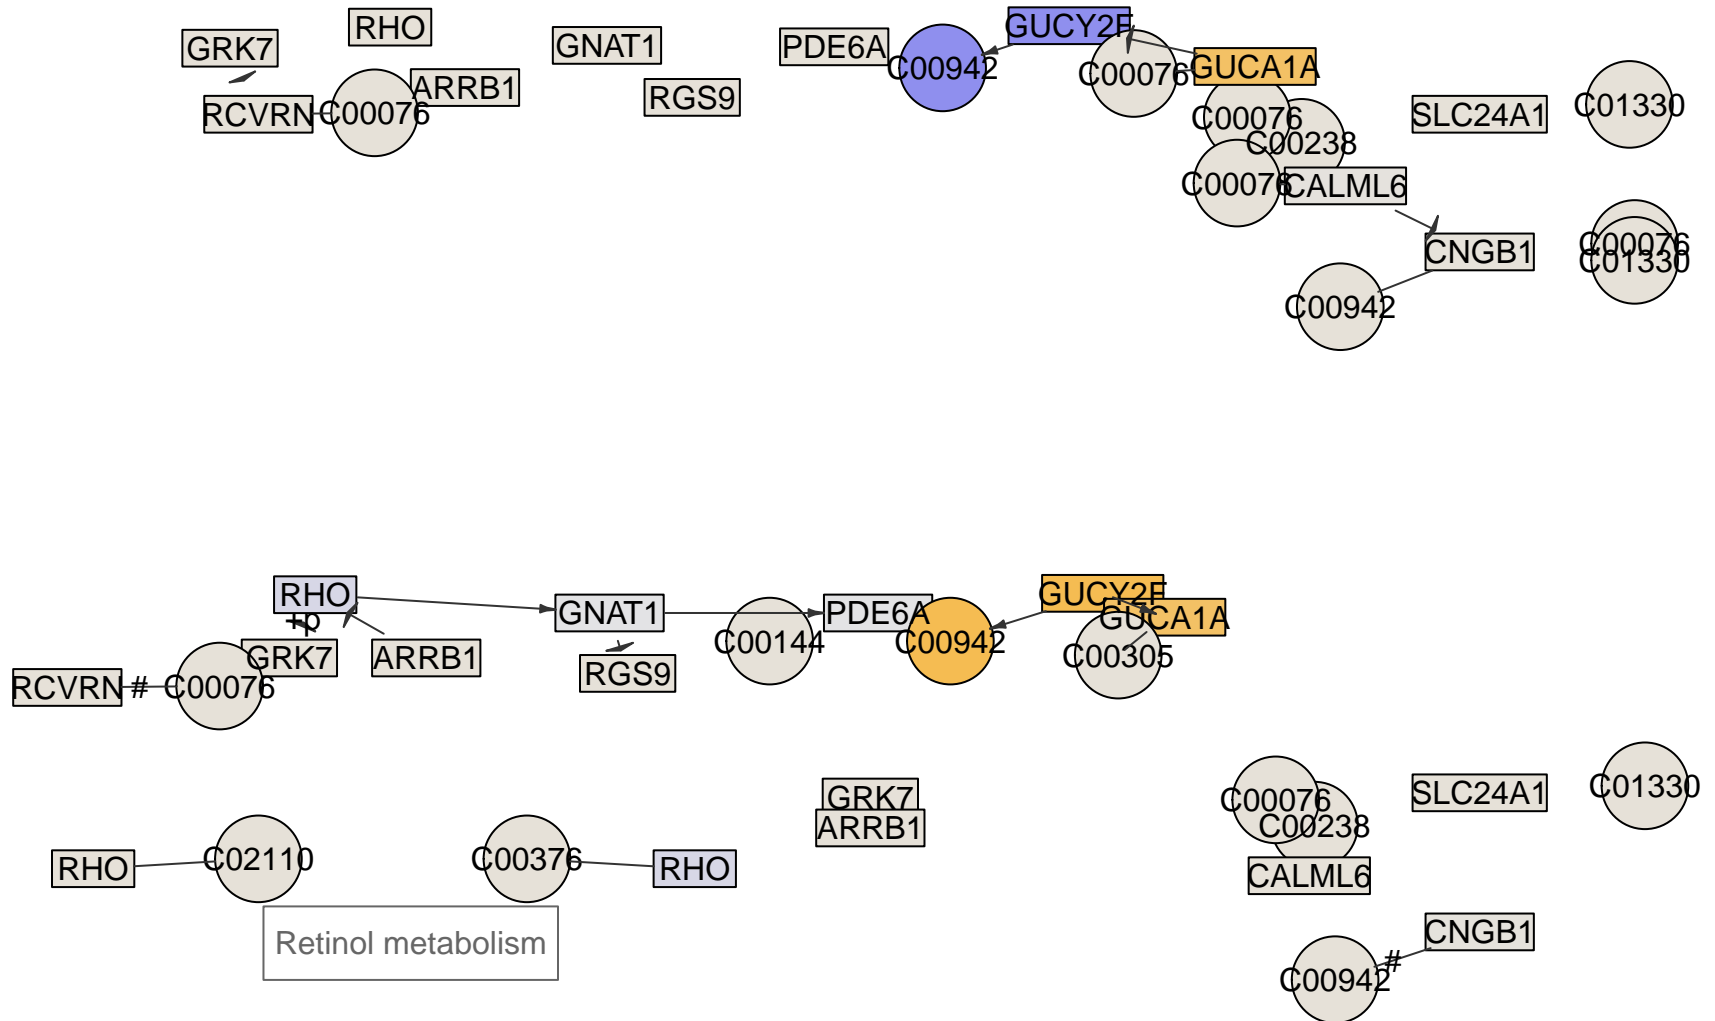 RHO
GUCY2F
GRK7
GNAT1
PDE6A
C00942
C00076
GUCA1A
ARRB1
RGS9
RCVRN
C00076
C00076
C00238
SLC24A1
C01330
C00076
CALML6
C00076
C01330
CNGB1
C00942
RHO
+p
GNAT1
PDE6A
GUCY2F
GUCA1A
C00144
C00942
C00305
GRK7
ARRB1
RGS9
RCVRN
#
C00076
GRK7
ARRB1
C00076
C00238
SLC24A1
C01330
RHO
C02110
C00376
RHO
CALML6
Retinol metabolism
CNGB1
#
C00942